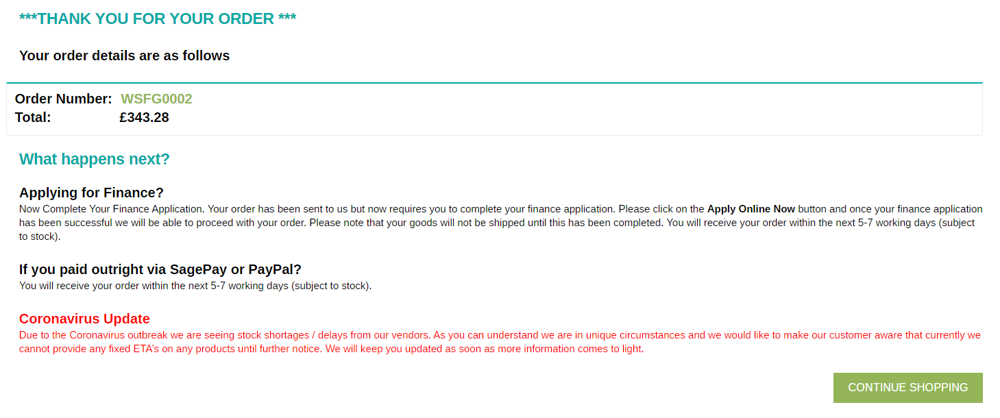 ***THANK YOU FOR YOUR ORDER ***
Your order details are as follows
Order Number: WSFG0002
Total: £343.28
What happens next?
Applying for Finance?
Now Complete Your Finance Application. Your order has been sent to us but now requires you to complete your finance application. Please click on the Apply Online Now button and once your finance application
has been successful we will be able to proceed with your order. Please note that your goods will not be shipped until this has been completed. You will receive your order within the next 5-7 working days (subject
to stock).
If you paid outright via SagePay or PayPal?
You will receive your order within the next 5-7 working days (subject to stock).
Coronavirus Update
Due to the Coronavirus outbreak we are seeing stock shortages / delays from our vendors. As you can understand we are in unique circumstances and we would like to make our customer aware that currently we
cannot provide any fixed ETA's on any products until further notice. We will keep you updated as soon as more information comes to light.
CONTINUE SHOPPING